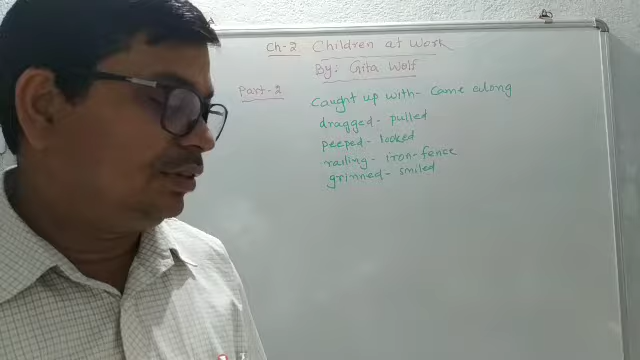 Ch-2 Children at Work
By: Gita Wolf
Part-2
Caught up with - Came along
dragged - pulled
peeped - looked
railing - iron-fence
grinned - smiled